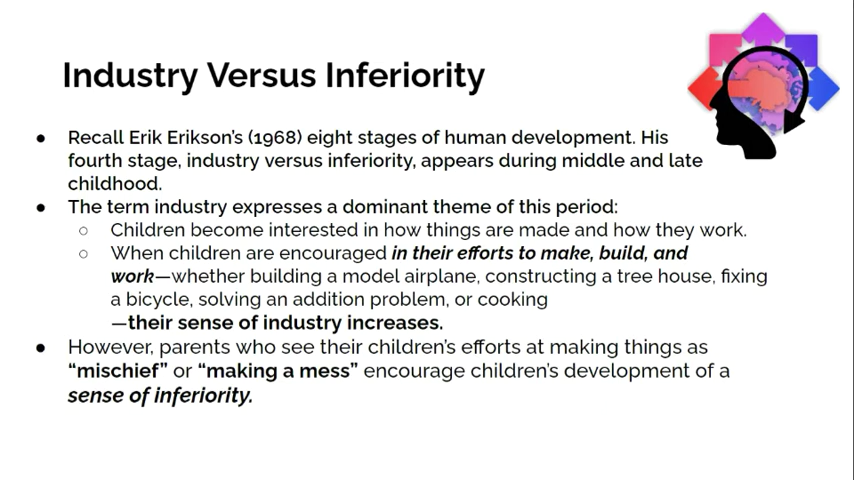 Industry Versus Inferiority
● Recall Erik Erikson's (1968) eight stages of human development. His
fourth stage, industry versus inferiority, appears during middle and late
childhood.
● The term industry expresses a dominant theme of this period:
○ Children become interested in how things are made and how they work.
○ When children are encouraged in their efforts to make, build, and
work—whether building a model airplane, constructing a tree house, fixing
a bicycle, solving an addition problem, or cooking
—their sense of industry increases.
● However, parents who see their children's efforts at making things as
“mischief” or “making a mess” encourage children's development of a
sense of inferiority.